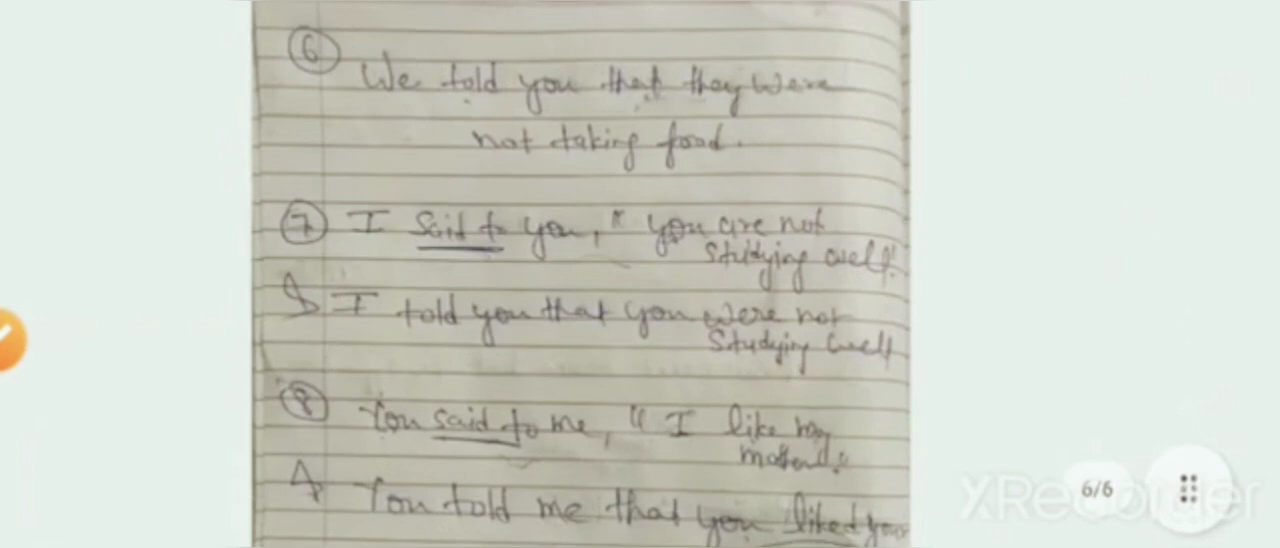 6
We told you that they were
not taking food.
7 I said to you, " you are not
studying well."
I told you that you were not
studying well
8 You said to me, " I like my
mother."
You told me that you liked your
6/6
XRecorder